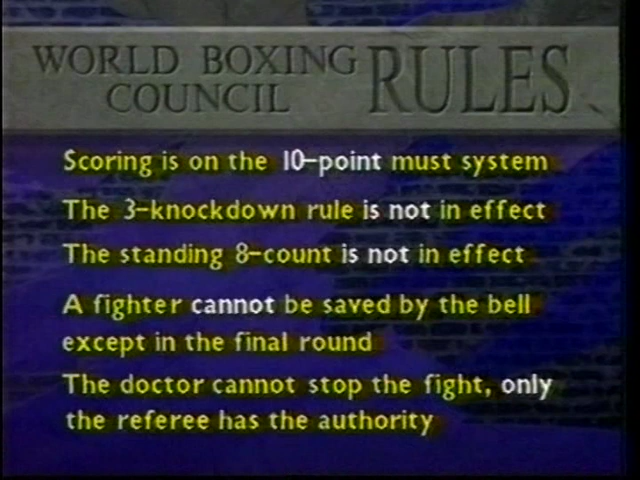 WORLD BOXING COUNCIL RULES
Scoring is on the 10-point must system
The 3-knockdown rule is not in effect
The standing 8-count is not in effect
A fighter cannot be saved by the bell
except in the final round
The doctor cannot stop the fight, only
the referee has the authority